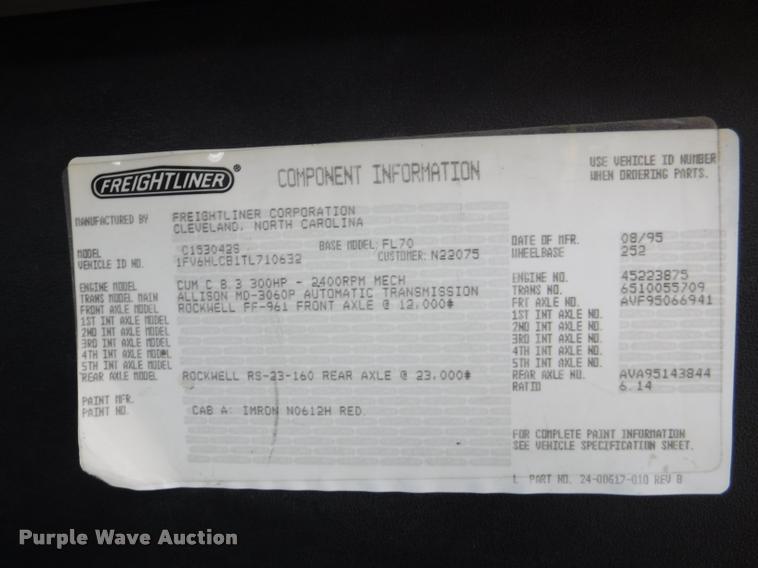 FREIGHTLINER ®
COMPONENT INFORMATION
USE VEHICLE ID NUMBER
WHEN ORDERING PARTS.
MANUFACTURED BY FREIGHTLINER CORPORATION
CLEVELAND, NORTH CAROLINA
MODEL C153042S BASE MODEL: FL70
VEHICLE ID NO. 1FV6HLCB1TL710632 CUSTOMER: N22075
DATE OF MFR. 08/95
WHEELBASE 252
ENGINE MODEL CUM C 8.3 300HP - 2400RPM MECH
TRANS MODEL MAIN ALLISON MD-3060P AUTOMATIC TRANSMISSION
FRONT AXLE MODEL ROCKWELL FF-961 FRONT AXLE @ 12,000#
1ST INT AXLE MODEL
2ND INT AXLE MODEL
3RD INT AXLE MODEL
4TH INT AXLE MODEL
5TH INT AXLE MODEL
REAR AXLE MODEL ROCKWELL RS-23-160 REAR AXLE @ 23,000#
ENGINE NO. 45223875
TRANS NO. 6510055709
FRT AXLE NO. AVF95066941
1ST INT AXLE NO.
2ND INT AXLE NO.
3RD INT AXLE NO.
4TH INT AXLE NO.
5TH INT AXLE NO.
REAR AXLE NO. AVA95143844
RATIO 6.14
PAINT MFR.
PAINT NO. CAB A: IMRON N0612H RED
FOR COMPLETE PAINT INFORMATION
SEE VEHICLE SPECIFICATION SHEET.
L PART NO. 24-00617-010 REV B
Purple Wave Auction